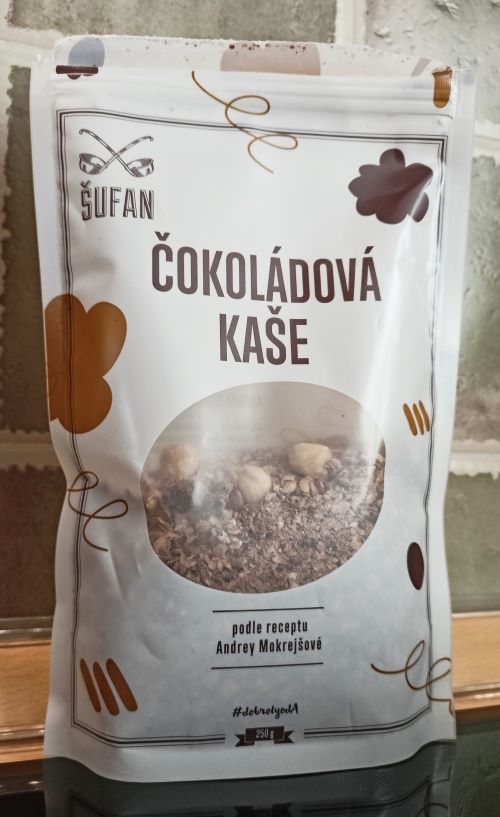 ŠUFAN
ČOKOLÁDOVÁ
KAŠE
podle receptu
Andrey Mokrejšové
#dobrotyodA
250 g